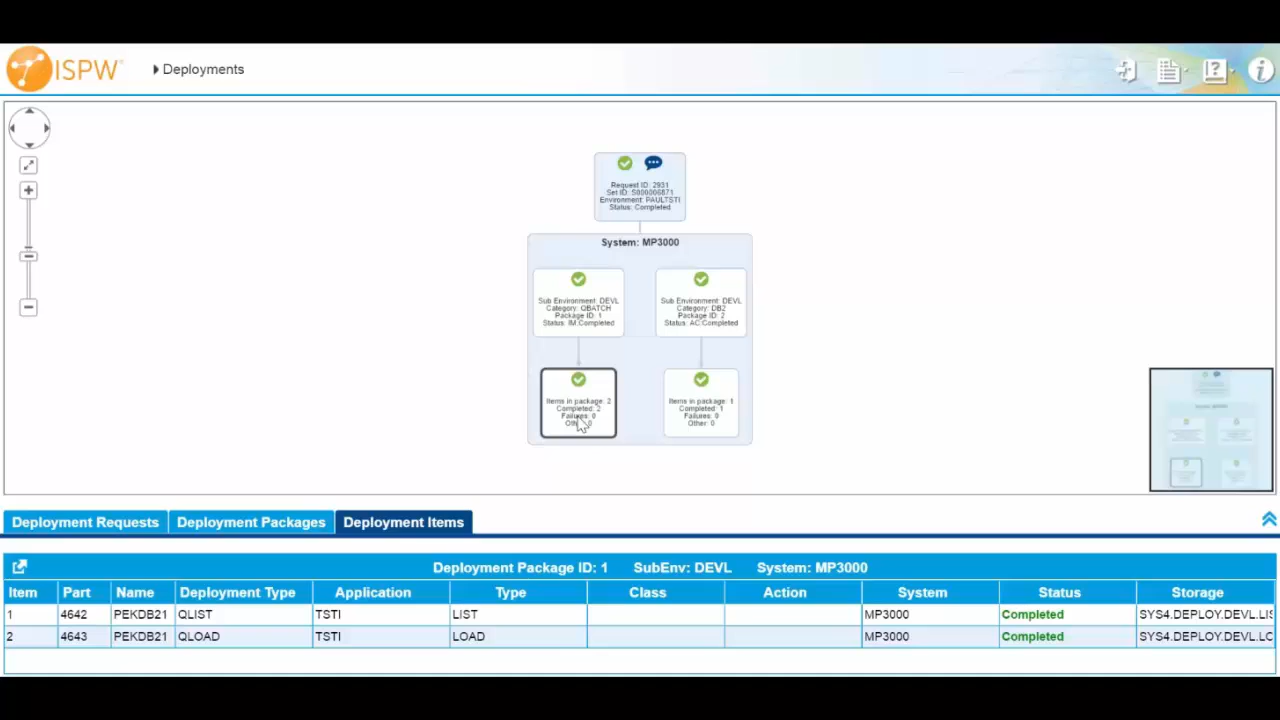 ISPW
Deployments
Request ID: 2931
Set ID: S000006871
Environment: PAULTSTI
Status: Completed
System: MP3000
Sub Environment: DEVL
Category: QBATCH
Package ID: 1
Status: IM Completed
Sub Environment: DEVL
Category: DB2
Package ID: 2
Status: AC Completed
Items in package: 2
Completed: 2
Failures: 0
Other: 0
Items in package: 1
Completed: 1
Failures: 0
Other: 0
Deployment Requests Deployment Packages Deployment Items
Deployment Package ID: 1 SubEnv: DEVL System: MP3000
Item Part Name Deployment Type Application Type Class Action System Status Storage
1 4642 PEKDB21 QLIST TSTI LIST MP3000 Completed SYS4.DEPLOY.DEVL.LIS
2 4643 PEKDB21 QLOAD TSTI LOAD MP3000 Completed SYS4.DEPLOY.DEVL.LC